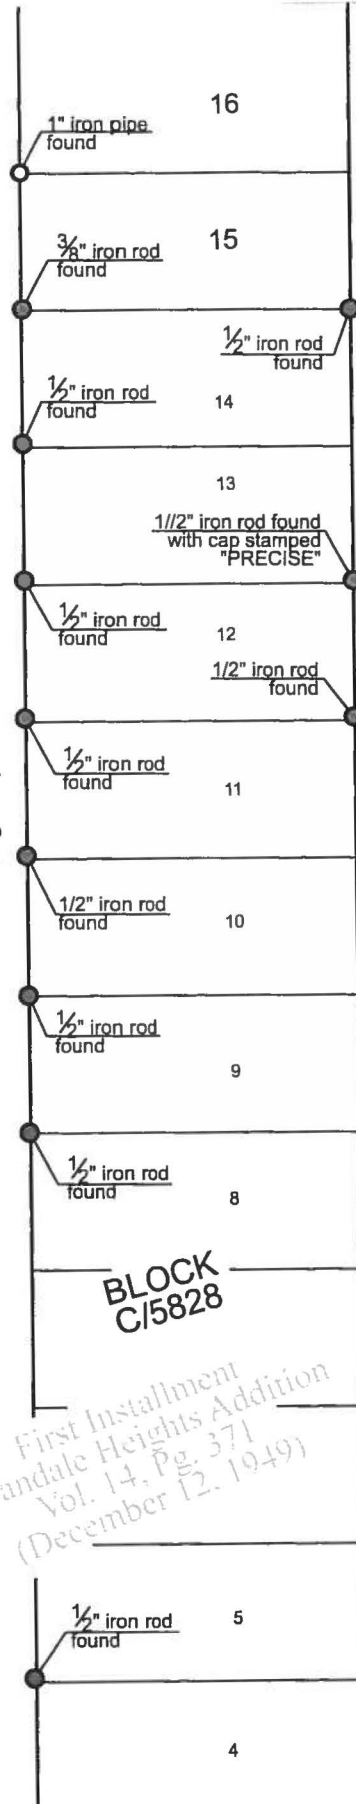 16
1" iron pipe
found
15
3/8" iron rod
found
1/2" iron rod
found
1/2" iron rod
found
14
13
1//2" iron rod found
with cap stamped
"PRECISE"
1/2" iron rod
found
12
1/2" iron rod
found
1/2" iron rod
found
11
1/2" iron rod
found
10
1/2" iron rod
found
9
1/2" iron rod
found
8
BLOCK
C/5828
First Installment
Heights Addition
Vol. 14, Pg. 371
(December 12, 1949)
1/2" iron rod
found
5
4